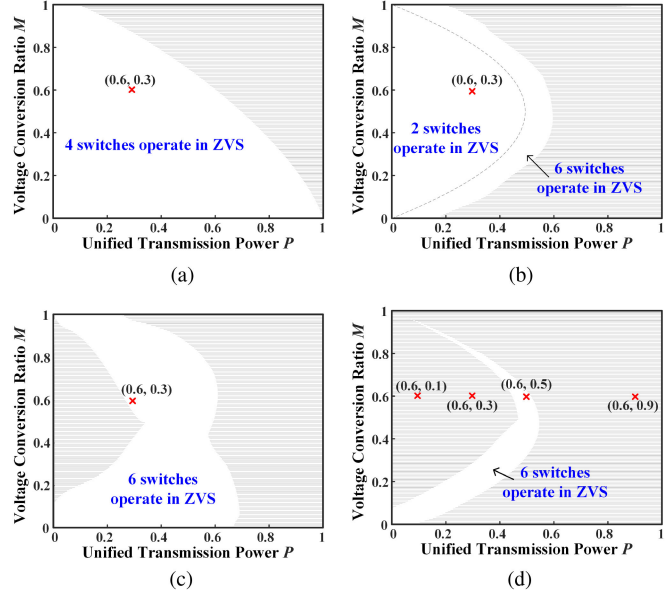 1
0.8
0.6
0.4
0.2
0
Voltage Conversion Ratio M
(0.6, 0.3)
4 switches operate in ZVS
0 0.2 0.4 0.6 0.8 1
Unified Transmission Power P
(a)
1
0.8
0.6
0.4
0.2
0
Voltage Conversion Ratio M
(0.6, 0.3)
2 switches
operate in ZVS
6 switches
operate in ZVS
0 0.2 0.4 0.6 0.8 1
Unified Transmission Power P
(b)
1
0.8
0.6
0.4
0.2
0
Voltage Conversion Ratio M
(0.6, 0.3)
6 switches
operate in ZVS
0 0.2 0.4 0.6 0.8 1
Unified Transmission Power P
(c)
1
0.8
0.6
0.4
0.2
0
Voltage Conversion Ratio M
(0.6, 0.1)
(0.6, 0.3)
(0.6, 0.5)
(0.6, 0.9)
6 switches
operate in ZVS
0 0.2 0.4 0.6 0.8 1
Unified Transmission Power P
(d)